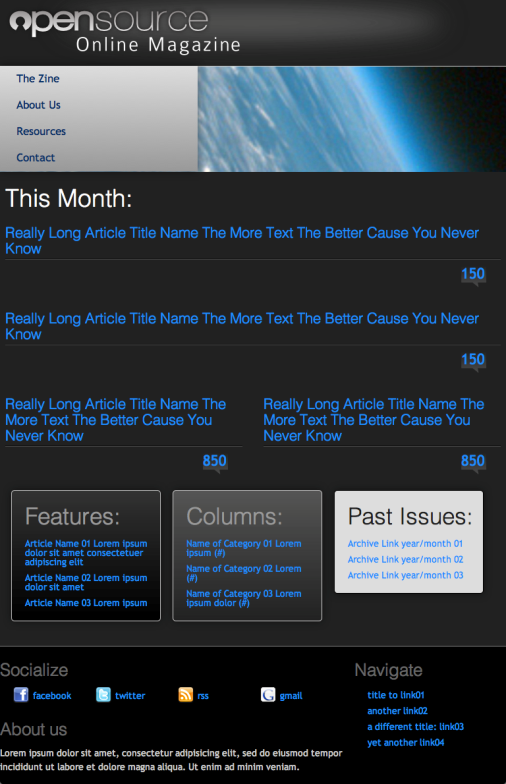 opensource
Online Magazine
The Zine
About Us
Resources
Contact
This Month:
Really Long Article Title Name The More Text The Better Cause You Never
Know
150
Really Long Article Title Name The More Text The Better Cause You Never
Know
150
Really Long Article Title Name The
More Text The Better Cause You
Never Know
850
Really Long Article Title Name The
More Text The Better Cause You
Never Know
850
Features:
Article Name 01 Lorem ipsum
dolor sit amet consectetuer
adipiscing elit
Article Name 02 Lorem ipsum
dolor sit amet
Article Name 03 Lorem ipsum
Columns:
Name of Category 01 Lorem
ipsum (#)
Name of Category 02 Lorem
(#)
Name of Category 03 Lorem
ipsum dolor (#)
Past Issues:
Archive Link year/month 01
Archive Link year/month 02
Archive Link year/month 03
Socialize
facebook
twitter
rss
gmail
About us
Lorem ipsum dolor sit amet, consectetur adipisicing elit, sed do eiusmod tempor
incididunt ut labore et dolore magna aliqua. Ut enim ad minim veniam.
Navigate
title to link01
another link02
a different title: link03
yet another link04